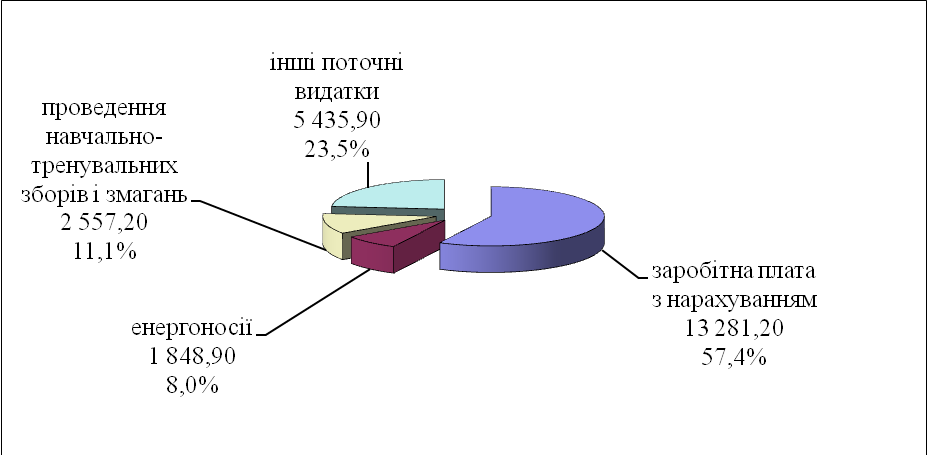 інші поточні
видатки
5 435,90
23,5%
проведення
навчально-
тренувальних
зборів і змагань
2 557,20
11,1%
заробітна плата
з нарахуванням
13 281,20
57,4%
енергоносії
1 848,90
8,0%